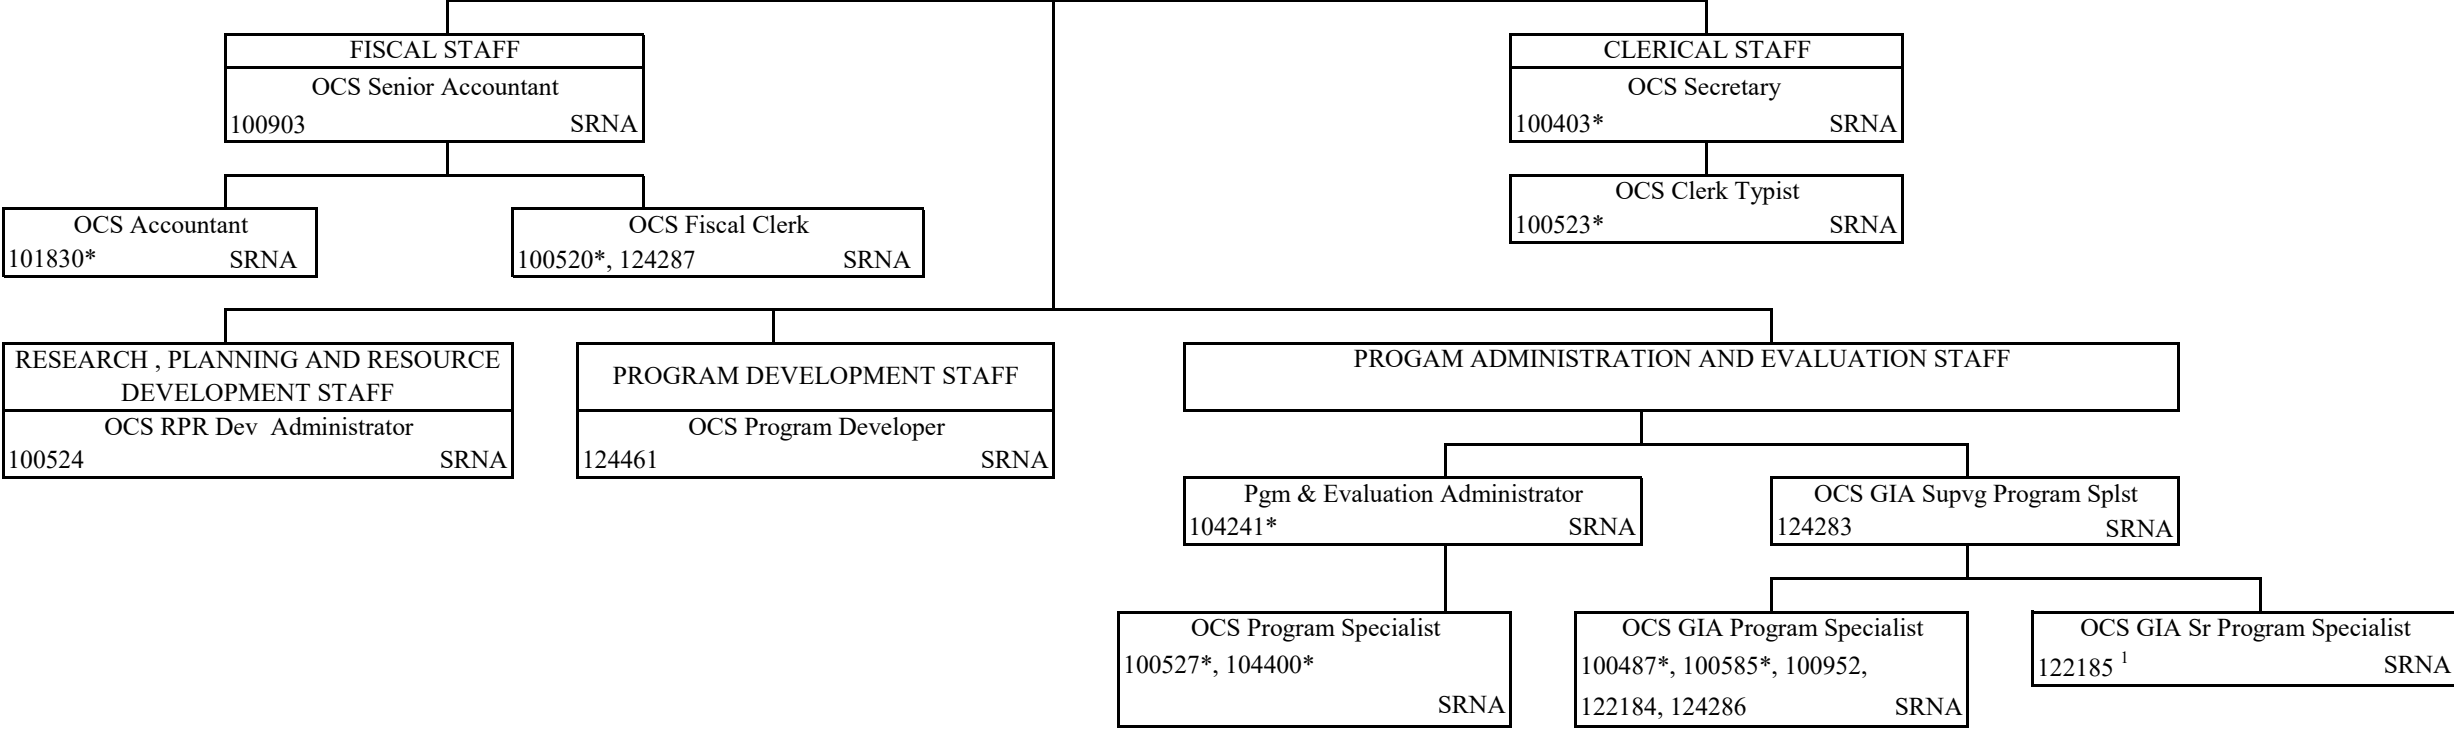 FISCAL STAFF
OCS Senior Accountant
100903 SRNA
CLERICAL STAFF
OCS Secretary
100403* SRNA
OCS Clerk Typist
100523* SRNA
OCS Accountant
101830* SRNA
OCS Fiscal Clerk
100520*, 124287 SRNA
RESEARCH , PLANNING AND RESOURCE
DEVELOPMENT STAFF
OCS RPR Dev Administrator
100524 SRNA
PROGRAM DEVELOPMENT STAFF
OCS Program Developer
124461 SRNA
PROGAM ADMINISTRATION AND EVALUATION STAFF
Pgm & Evaluation Administrator
104241* SRNA
OCS GIA Supvg Program Splst
124283 SRNA
OCS Program Specialist
100527*, 104400*
SRNA
OCS GIA Program Specialist
100487*, 100585*, 100952,
122184, 124286 SRNA
OCS GIA Sr Program Specialist
122185 ¹ SRNA